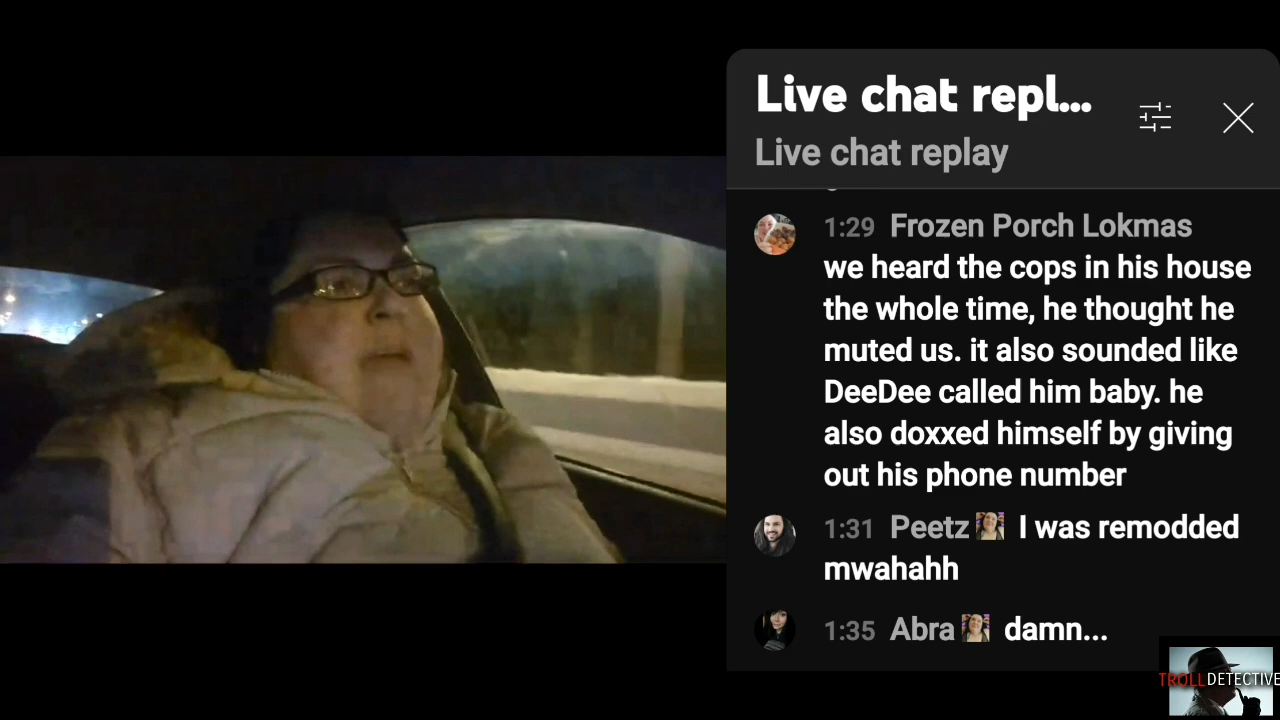 Live chat repl...
Live chat replay
1:29 Frozen Porch Lokmas
we heard the cops in his house
the whole time, he thought he
muted us. it also sounded like
DeeDee called him baby. he
also doxxed himself by giving
out his phone number
1:31 Peetz I was remodded
mwahahh
1:35 Abra damn...
TROLLDETECTIVE